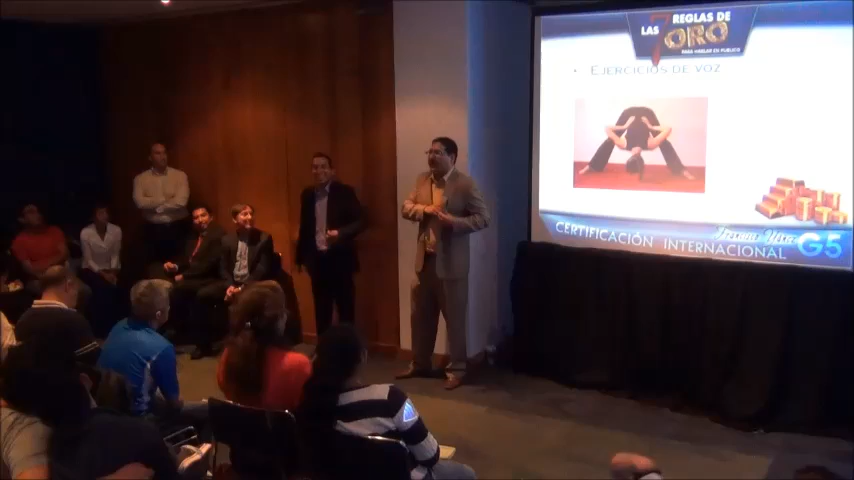 LAS 7 REGLAS DE
ORO
PARA HABLAR EN PUBLICO
• EJERCICIOS DE VOZ
G5
CERTIFICACIÓN INTERNACIONAL